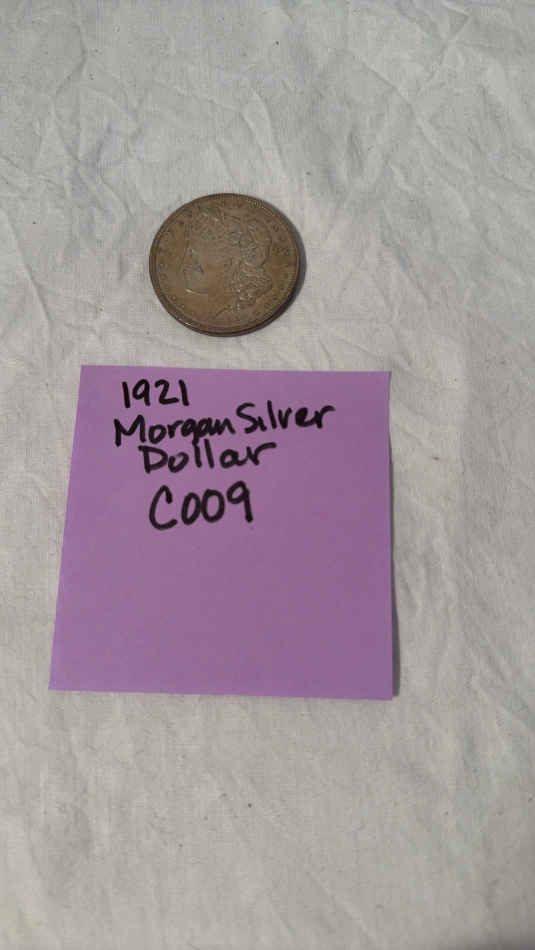 1921
Morgan Silver
Dollar
C009